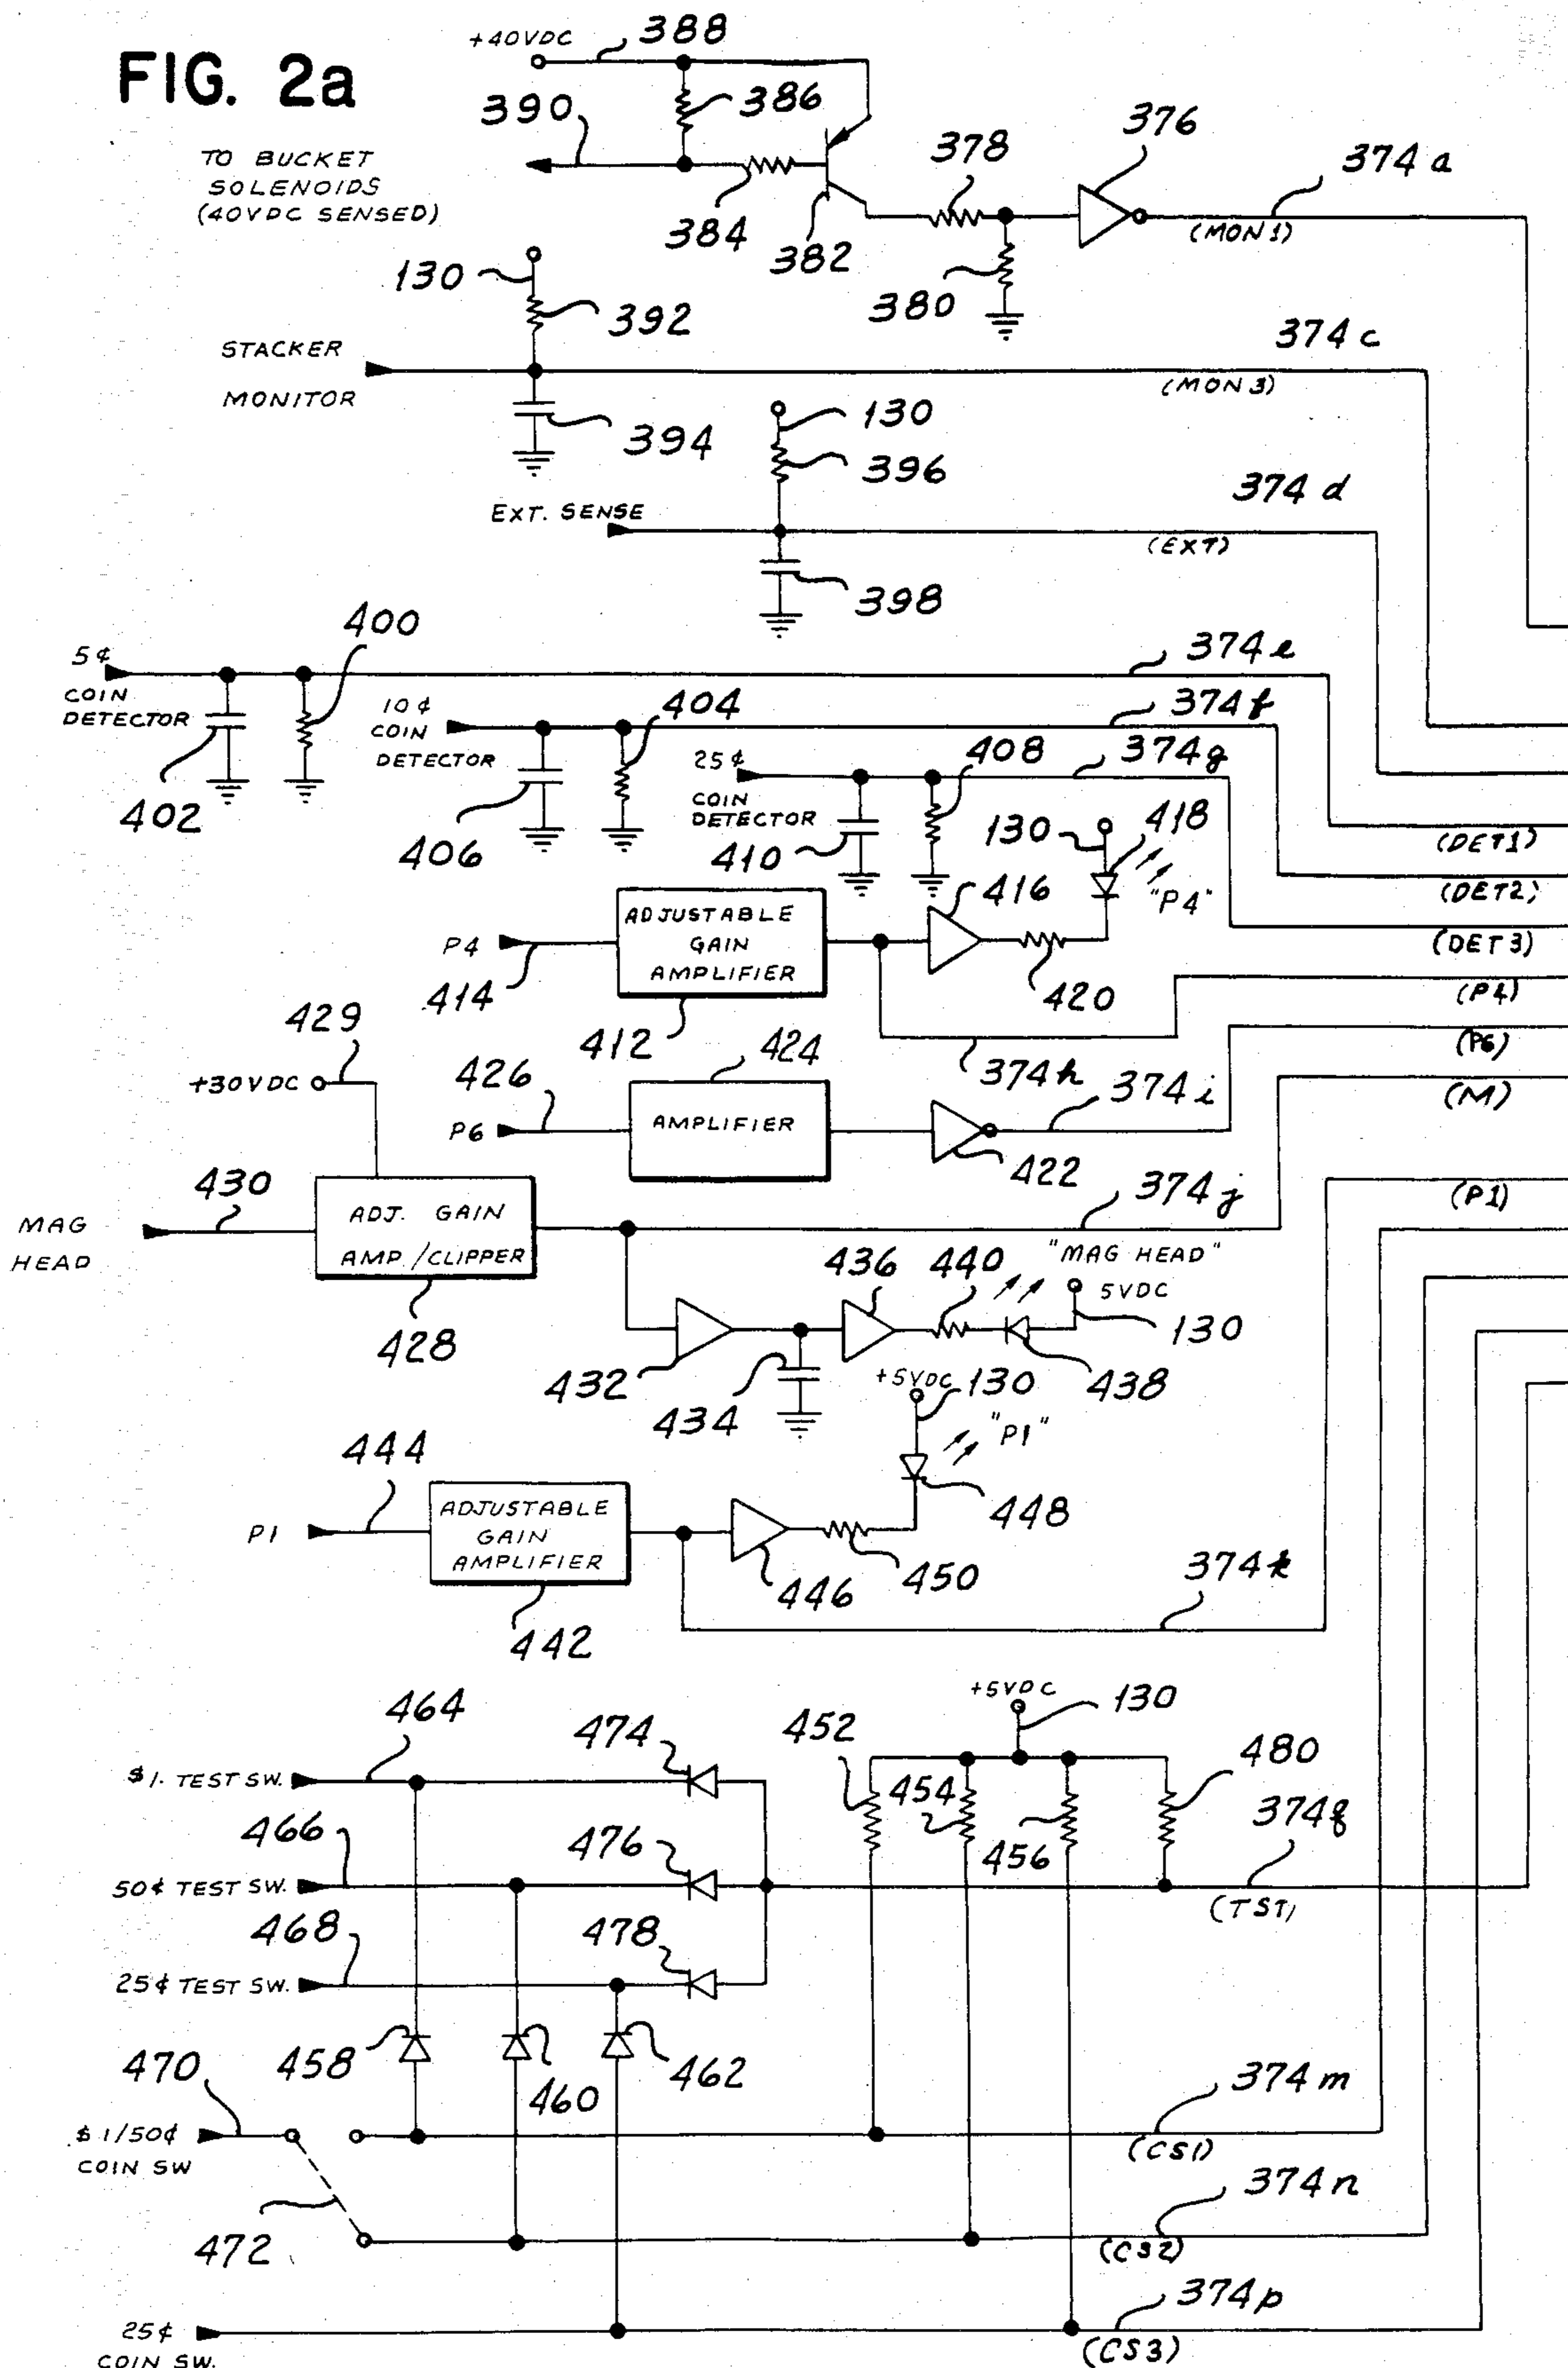 FIG. 2a
+40VDC
388
390
386
376
TO BUCKET
SOLENOIDS
(40VDC SENSED)
378
374a
384
382
(MON1)
130
380
392
STACKER
MONITOR
374c
(MON3)
394
130
396
374d
EXT. SENSE
(EXT)
398
400
5¢
COIN
DETECTOR
374e
402
10¢
COIN
DETECTOR
404
374f
406
25¢
COIN
DETECTOR
408
374g
410
130
418
(DET1)
"P4"
(DET2)
(DET3)
416
P4
414
ADJUSTABLE
GAIN
AMPLIFIER
420
(P4)
412
374h
(P6)
429
424
+30VDC
426
374i
(M)
P6
AMPLIFIER
422
430
374j
(P1)
MAG
HEAD
ADJ. GAIN
AMP./CLIPPER
"MAG HEAD"
436
440
5VDC
428
432
434
130
438
+5VDC
130
"P1"
444
448
P1
ADJUSTABLE
GAIN
AMPLIFIER
446
450
374k
442
+5VDC
130
464
474
452
480
$1. TEST SW.
454
374q
466
476
456
50¢ TEST SW.
(TST)
468
478
25¢ TEST SW.
470
458
460
462
374m
$1/50¢
COIN SW
(CS1)
374n
472
(CS2)
374p
25¢
COIN SW.
(CS3)